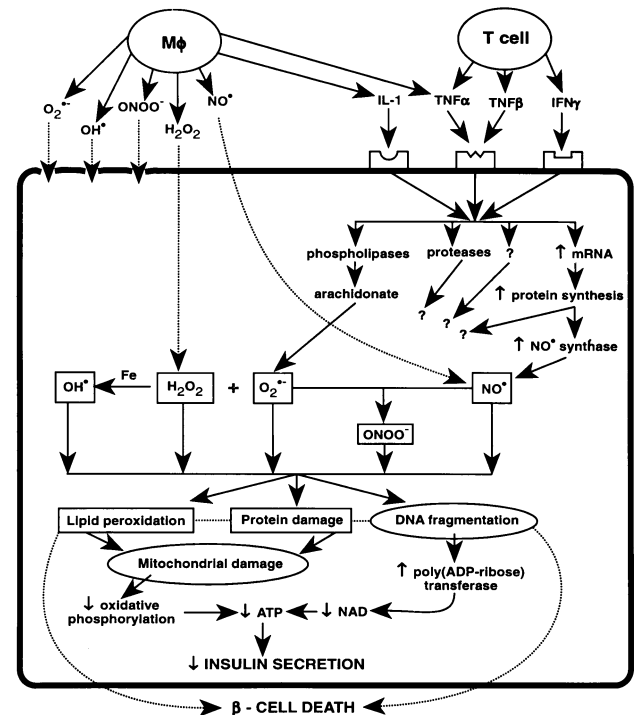 Mϕ
T cell
O₂•⁻
OH•
ONOO⁻
H₂O₂
NO•
IL-1
TNFα
TNFβ
IFNγ
phospholipases
proteases
?
↑ mRNA
arachidonate
↑ protein synthesis
?
?
?
↑ NO• synthase
OH•
Fe
H₂O₂
+
O₂•⁻
NO•
ONOO⁻
Lipid peroxidation
Protein damage
DNA fragmentation
Mitochondrial damage
↑ poly(ADP-ribose)
transferase
↓ oxidative
phosphorylation
↓ ATP
↓ NAD
↓ INSULIN SECRETION
β - CELL DEATH